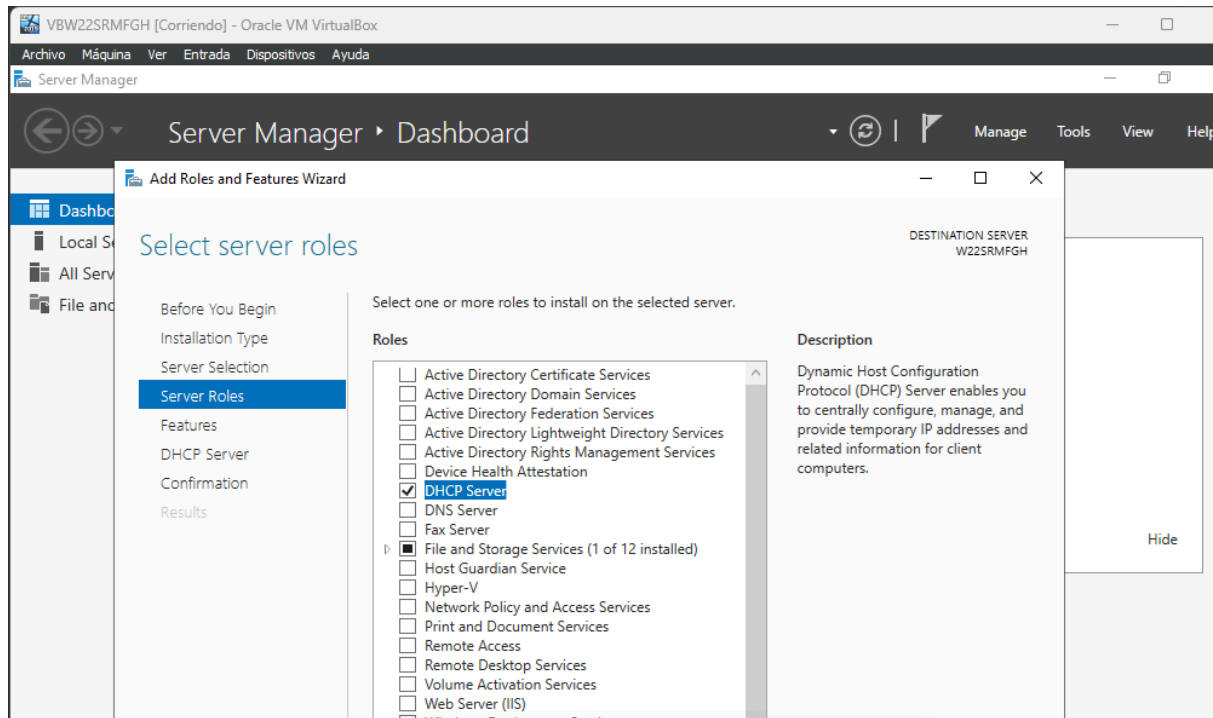 VBW22SRMFGH [Corriendo] - Oracle VM VirtualBox
Archivo Máquina Ver Entrada Dispositivos Ayuda
Server Manager
Server Manager Dashboard
Manage Tools View Help
Add Roles and Features Wizard
Dashbo
Local Se
All Serv
File and
Select server roles
DESTINATION SERVER
W22SRMFGH
Before You Begin
Installation Type
Server Selection
Server Roles
Features
DHCP Server
Confirmation
Results
Select one or more roles to install on the selected server.
Roles
Active Directory Certificate Services
Active Directory Domain Services
Active Directory Federation Services
Active Directory Lightweight Directory Services
Active Directory Rights Management Services
Device Health Attestation
DHCP Server
DNS Server
Fax Server
File and Storage Services (1 of 12 installed)
Host Guardian Service
Hyper-V
Network Policy and Access Services
Print and Document Services
Remote Access
Remote Desktop Services
Volume Activation Services
Web Server (IIS)
Description
Dynamic Host Configuration
Protocol (DHCP) Server enables you
to centrally configure, manage, and
provide temporary IP addresses and
related information for client
computers.
Hide